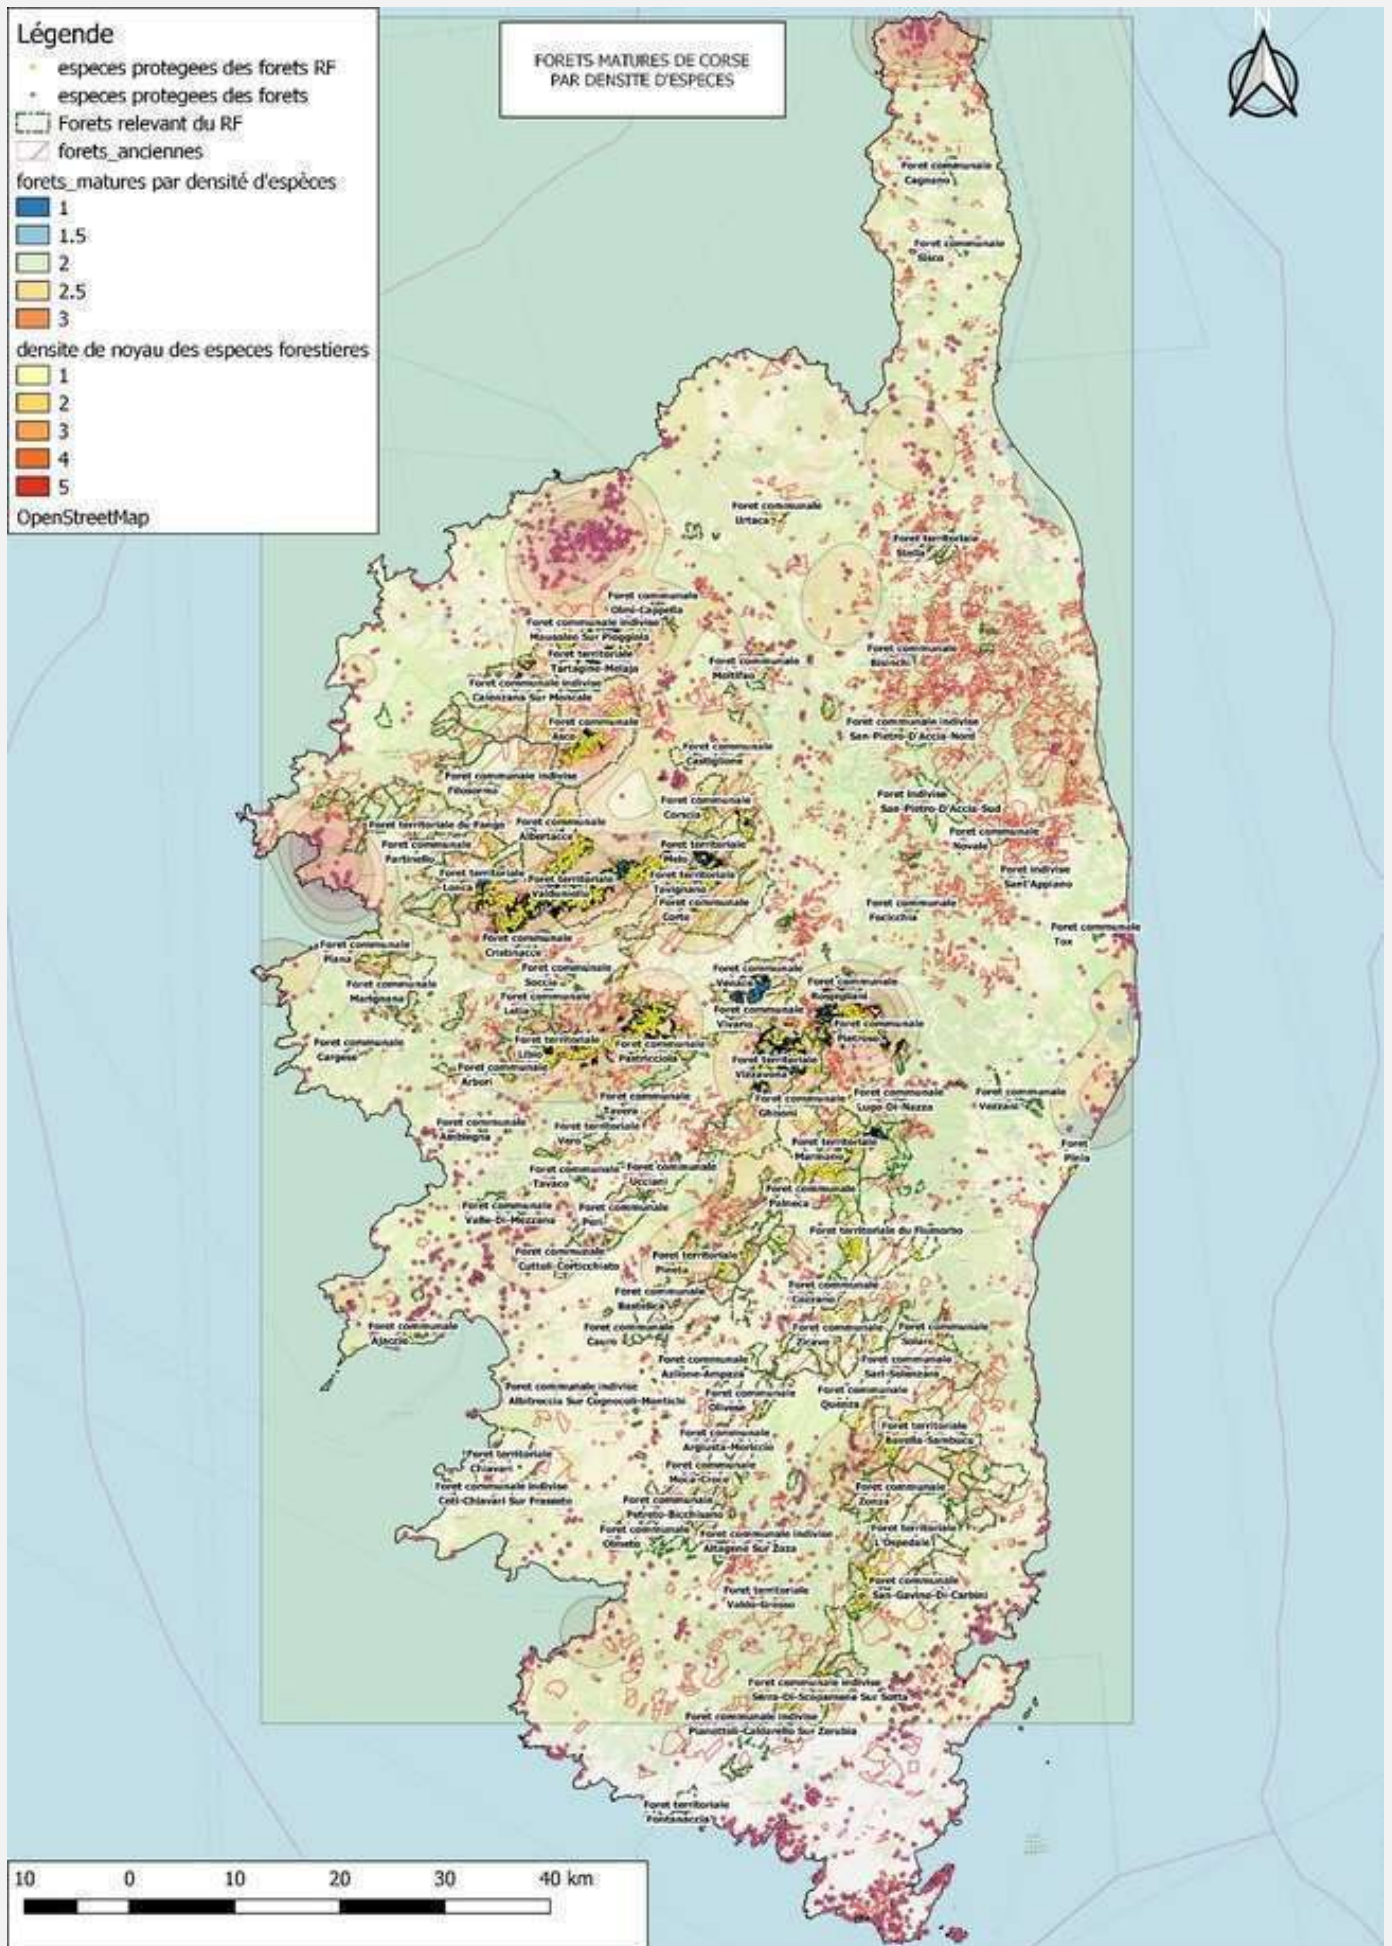 Légende
especes protegees des forets RF
especes protegees des forets
Forets relevant du RF
forets_anciennes
forets_matures par densité d'espèces
1
1.5
2
2.5
3
densite de noyau des especes forestieres
1
2
3
4
5
OpenStreetMap
FORETS MATURES DE CORSE
PAR DENSITE D'ESPECES
N
Foret communale
Cagnano
Foret communale
Sisco
Foret communale
Urtaca
Foret territoriale
Stella
Foret communale
Olmi-Cappella
Foret communale indivise
Mausoleo Sur Pioggiola
Foret territoriale
Tartagine-Melaja
Foret communale indivise
Calenzana Sur Moncale
Foret communale
Moltifao
Foret communale
Bisinchi
Foret communale
Asco
Foret communale indivise
San-Pietro-D'Accia-Nord
Foret communale
Castiglione
Foret communale indivise
Filosorma
Foret communale
Corscia
Foret indivise
San-Pietro-D'Accia-Sud
Foret territoriale du Fango
Foret communale
Albertacce
Foret communale
Novale
Foret communale
Partinello
Foret territoriale
Melo
Foret territoriale
Lonca
Foret territoriale
Valdoniellu
Foret territoriale
Tavignano
Foret indivise
Sant'Appiano
Foret communale
Corte
Foret communale
Focicchia
Foret communale
Tox
Foret communale
Piana
Foret communale
Cristinacce
Foret communale
Soccia
Foret communale
Venaco
Foret communale
Rospigliani
Foret communale
Marignana
Foret communale
Letia
Foret communale
Vivario
Foret communale
Pietroso
Foret communale
Cargese
Foret territoriale
Libio
Foret communale
Pastricciola
Foret territoriale
Vizzavona
Foret communale
Arbori
Foret communale
Tavera
Foret communale
Ghisoni
Foret communale
Lugo-Di-Nazza
Foret communale
Vezzani
Foret communale
Ambiegna
Foret territoriale
Vero
Foret territoriale
Marmano
Foret
Pinia
Foret communale
Tavaco
Foret communale
Ucciani
Foret communale
Palneca
Foret communale
Valle-Di-Mezzana
Foret communale
Peri
Foret territoriale du Fiumorbo
Foret communale
Cuttoli-Corticchiato
Foret territoriale
Pineta
Foret communale
Bastelica
Foret communale
Cozzano
Foret communale
Ajaccio
Foret communale
Cauro
Foret communale
Zicavo
Foret communale
Solaro
Foret communale
Azilone-Ampaza
Foret communale
Sari-Solenzara
Foret communale indivise
Albitreccia Sur Cognocoli-Monticchi
Foret communale
Olivese
Foret communale
Quenza
Foret communale
Argiusta-Moriccio
Foret territoriale
Bavella-Sambucu
Foret territoriale
Chiavari
Foret communale
Moca-Croce
Foret communale indivise
Coti-Chiavari Sur Frasseto
Foret communale
Petreto-Bicchisano
Foret communale
Zonza
Foret communale
Olmeto
Foret communale indivise
Altagene Sur Zoza
Foret territoriale
L'Ospedale
Foret territoriale
Valdu-Grossu
Foret communale
San-Gavino-Di-Carbini
Foret communale indivise
Serra-Di-Scopamene Sur Sotta
Foret communale indivise
Pianottoli-Caldarello Sur Zerubia
Foret territoriale
Fontanaccia
10 0 10 20 30 40 km